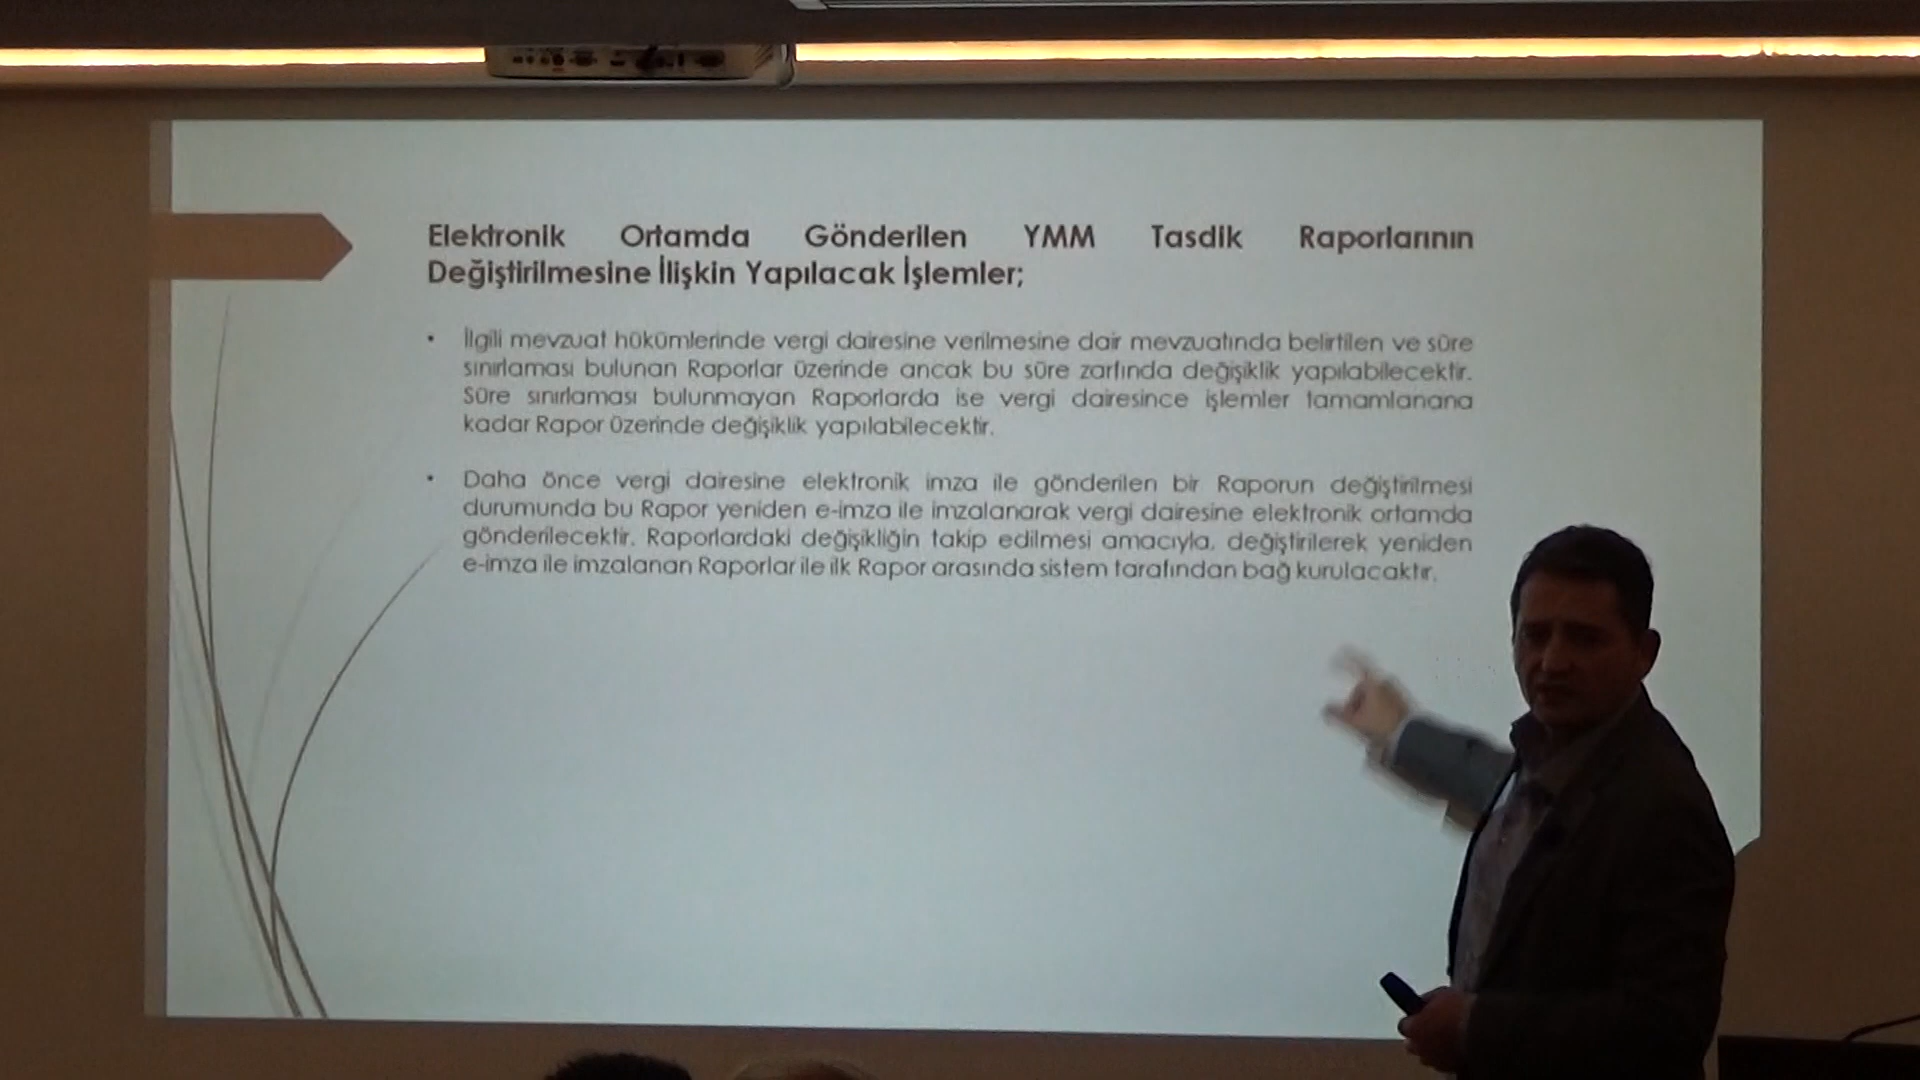 Elektronik Ortamda Gönderilen YMM Tasdik Raporlarının
Değiştirilmesine İlişkin Yapılacak İşlemler;
• İlgili mevzuat hükümlerinde vergi dairesine verilmesine dair mevzuatında belirtilen ve süre
sınırlaması bulunan Raporlar üzerinde ancak bu süre zarfında değişiklik yapılabilecektir.
Süre sınırlaması bulunmayan Raporlarda ise vergi dairesince işlemler tamamlanana
kadar Rapor üzerinde değişiklik yapılabilecektir.
• Daha önce vergi dairesine elektronik imza ile gönderilen bir Raporun değiştirilmesi
durumunda bu Rapor yeniden e-imza ile imzalanarak vergi dairesine elektronik ortamda
gönderilecektir. Raporlardaki değişikliğin takip edilmesi amacıyla, değiştirilerek yeniden
e-imza ile imzalanan Raporlar ile ilk Rapor arasında sistem tarafından bağ kurulacaktır.